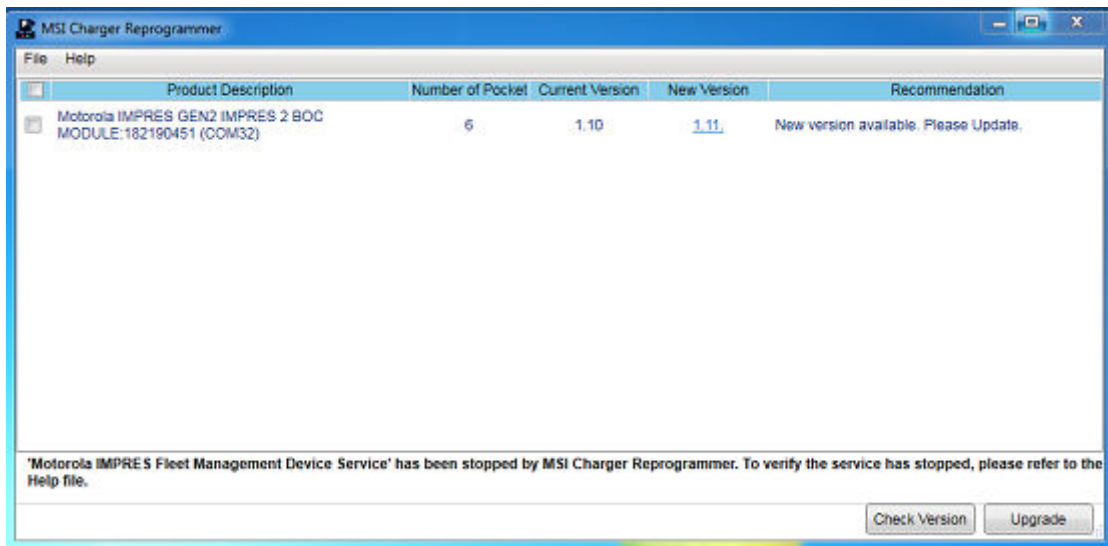 MSI Charger Reprogrammer
File Help
Product Description Number of Pocket Current Version New Version Recommendation
Motorola IMPRES GEN2 IMPRES 2 BOC
MODULE:182190451 (COM32) 6 1.10 1.11. New version available. Please Update.
'Motorola IMPRES Fleet Management Device Service' has been stopped by MSI Charger Reprogrammer. To verify the service has stopped, please refer to the
Help file.
Check Version Upgrade